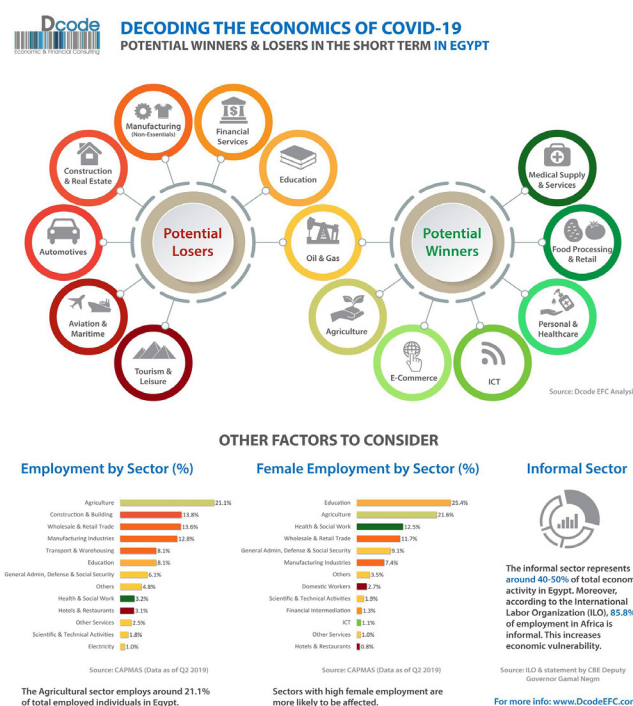 Dcode
Economic & Financial Consulting
DECODING THE ECONOMICS OF COVID-19
POTENTIAL WINNERS & LOSERS IN THE SHORT TERM IN EGYPT
Manufacturing
(Non-Essentials)
Financial
Services
Construction
& Real Estate
Education
Medical Supply
& Services
Potential
Losers
Potential
Winners
Automotives
Oil & Gas
Food Processing
& Retail
Aviation &
Maritime
Agriculture
Personal &
Healthcare
Tourism &
Leisure
E-Commerce
ICT
Source: Dcode EFC Analysi
OTHER FACTORS TO CONSIDER
Employment by Sector (%)
Agriculture 21.1%
Construction & Building 13.8%
Wholesale & Retail Trade 13.6%
Manufacturing Industries 12.8%
Transport & Warehousing 8.1%
Education 8.1%
General Admin, Defense & Social Security 6.1%
Others 4.8%
Health & Social Work 3.2%
Hotels & Restaurants 3.1%
Other Services 2.5%
Scientific & Technical Activities 1.8%
Electricity 1.0%
Source: CAPMAS (Data as of Q2 2019)
The Agricultural sector employs around 21.1%
of total employed individuals in Egypt.
Female Employment by Sector (%)
Education 25.4%
Agriculture 21.6%
Health & Social Work 12.5%
Wholesale & Retail Trade 11.7%
General Admin, Defense & Social Security 9.1%
Manufacturing Industries 7.4%
Others 3.5%
Domestic Workers 2.7%
Scientific & Technical Activities 1.9%
Financial Intermediation 1.3%
ICT 1.1%
Other Services 1.0%
Hotels & Restaurants 0.8%
Source: CAPMAS (Data as of Q2 2019)
Sectors with high female employment are
more likely to be affected.
Informal Sector
The informal sector represents
around 40-50% of total econom
activity in Egypt. Moreover,
according to the International
Labor Organization (ILO), 85.8%
of employment in Africa is
informal. This increases
economic vulnerability.
Source: ILO & statement by CBE Deputy
Governor Gamal Negm
For more info: www.DcodeEFC.com